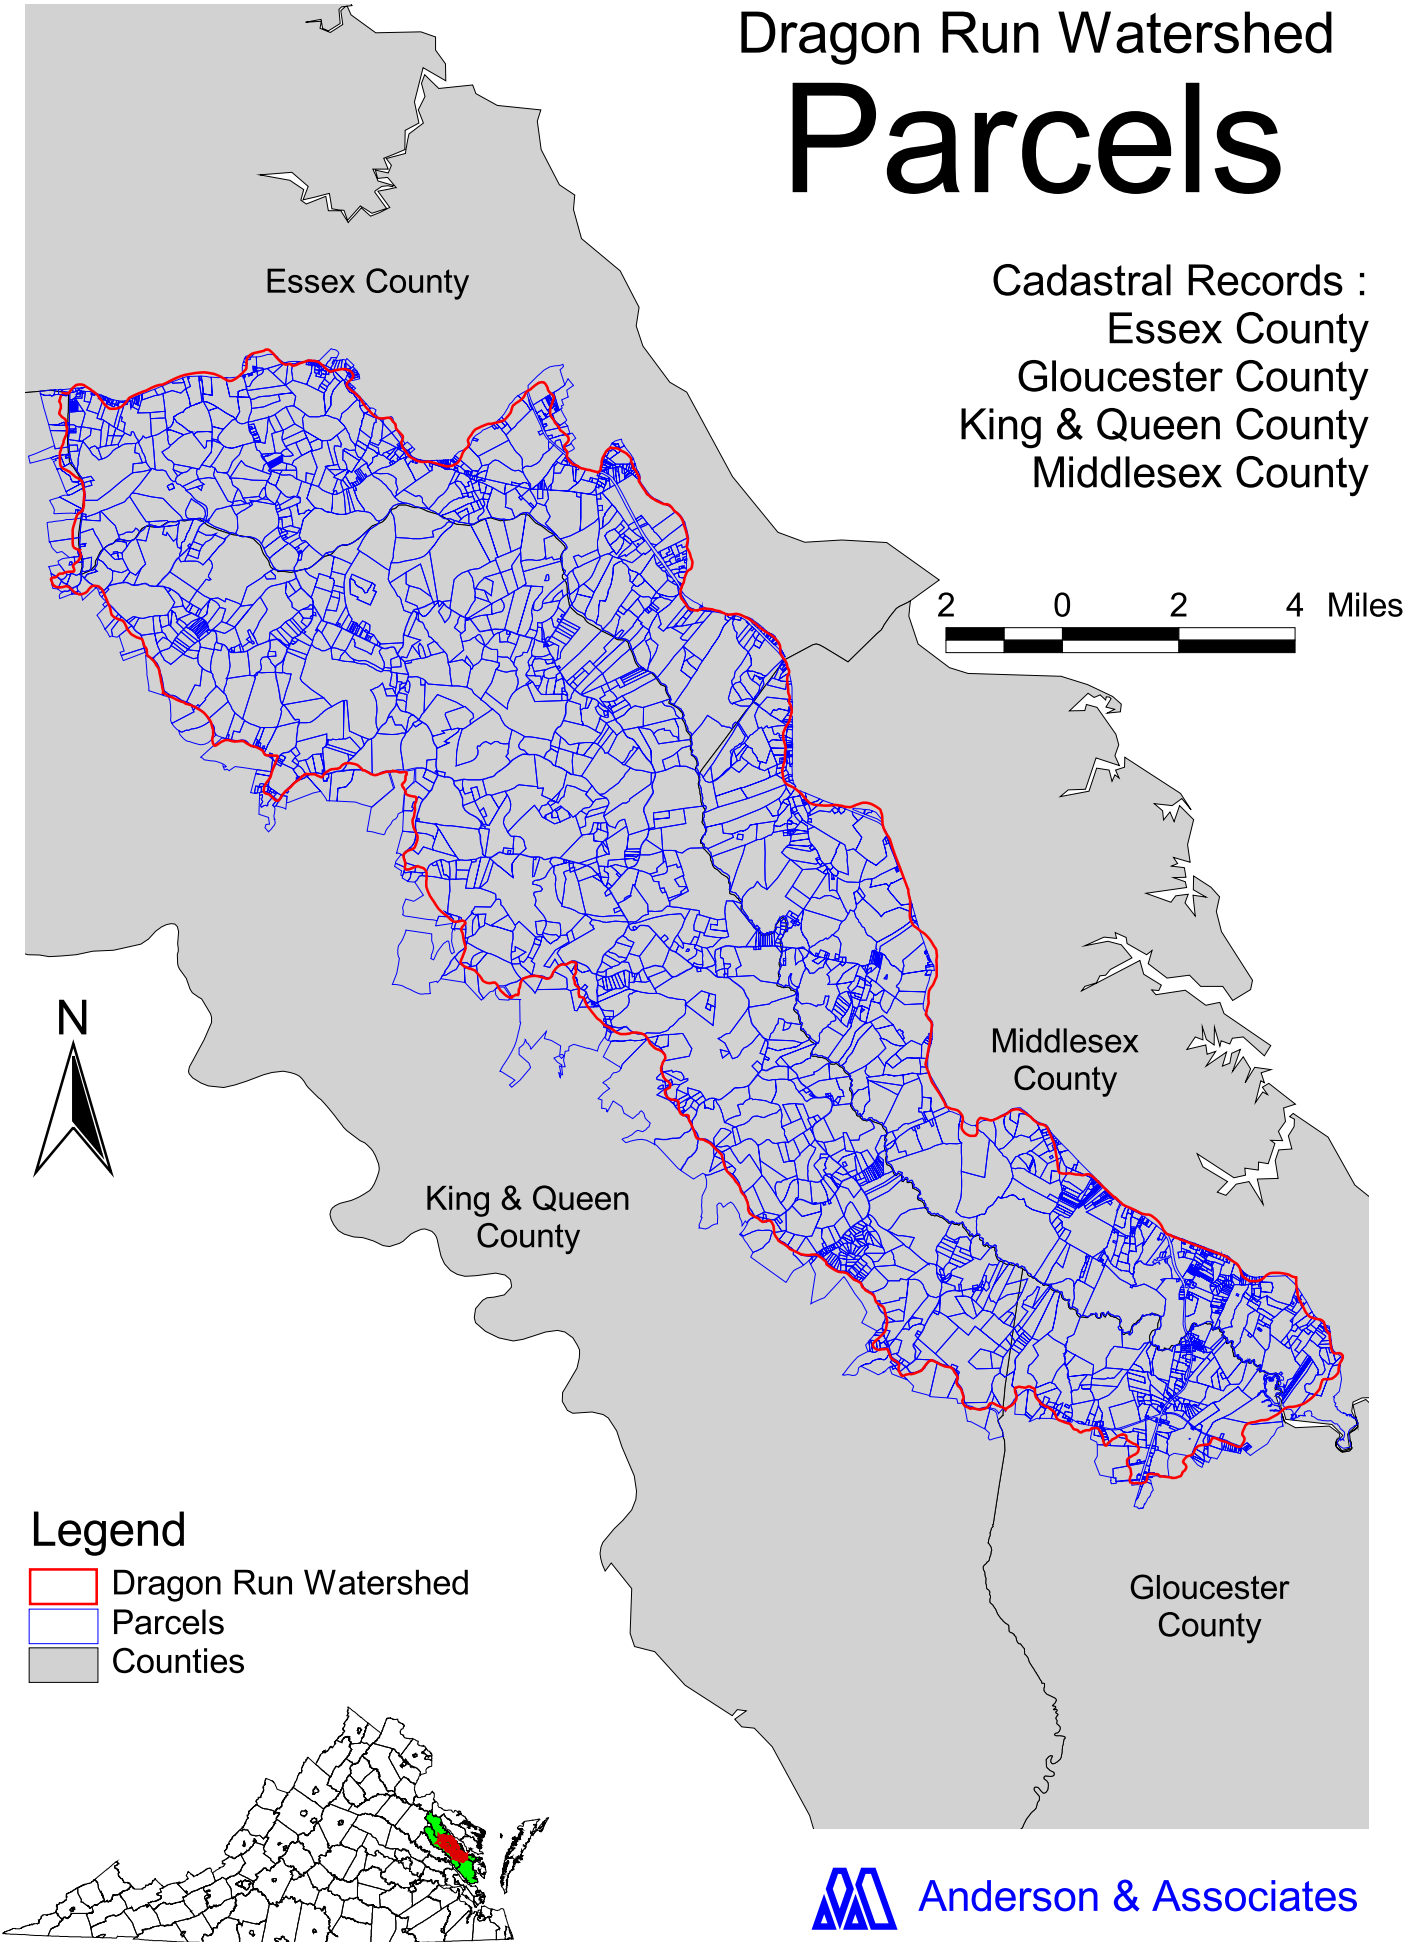 Dragon Run Watershed
Parcels
Cadastral Records :
Essex County
Gloucester County
King & Queen County
Middlesex County
Essex County
2 0 2 4 Miles
N
Middlesex
County
King & Queen
County
Gloucester
County
Legend
Dragon Run Watershed
Parcels
Counties
Anderson & Associates